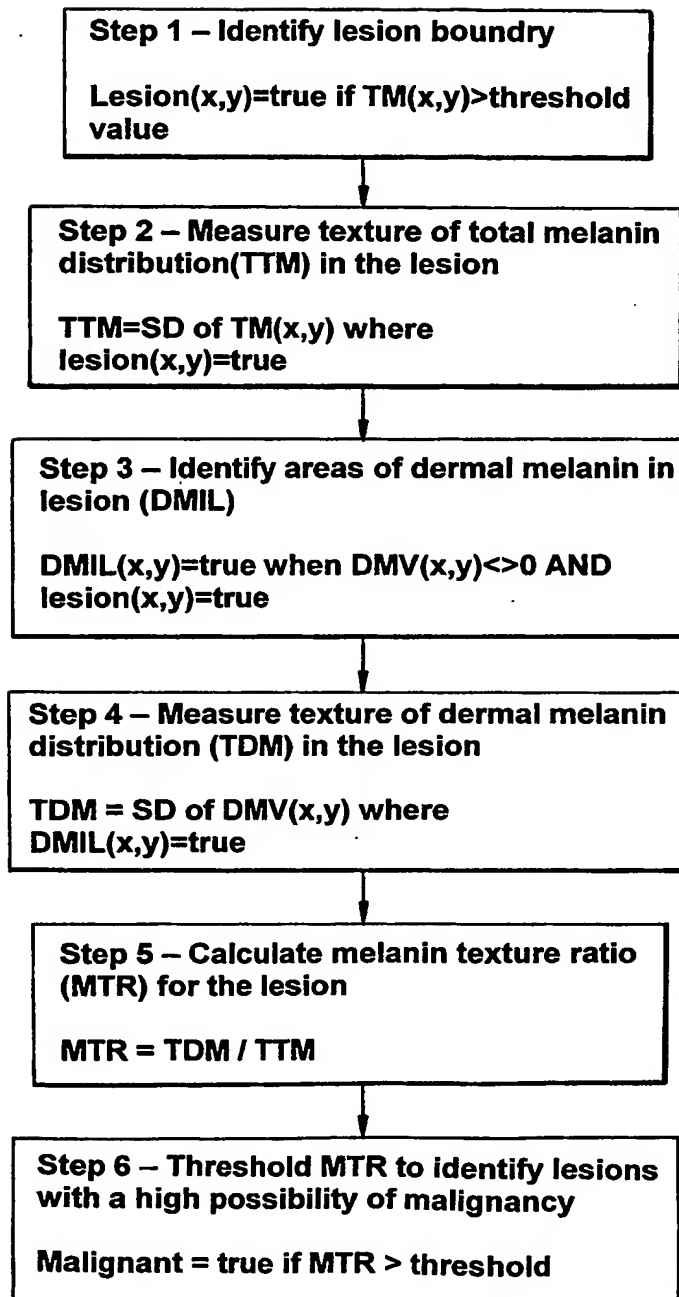 Step 1 – Identify lesion boundry
Lesion(x,y)=true if TM(x,y)>threshold
value
Step 2 – Measure texture of total melanin
distribution(TTM) in the lesion
TTM=SD of TM(x,y) where
lesion(x,y)=true
Step 3 – Identify areas of dermal melanin in
lesion (DMIL)
DMIL(x,y)=true when DMV(x,y)<>0 AND
lesion(x,y)=true
Step 4 – Measure texture of dermal melanin
distribution (TDM) in the lesion
TDM = SD of DMV(x,y) where
DMIL(x,y)=true
Step 5 – Calculate melanin texture ratio
(MTR) for the lesion
MTR = TDM / TTM
Step 6 – Threshold MTR to identify lesions
with a high possibility of malignancy
Malignant = true if MTR > threshold